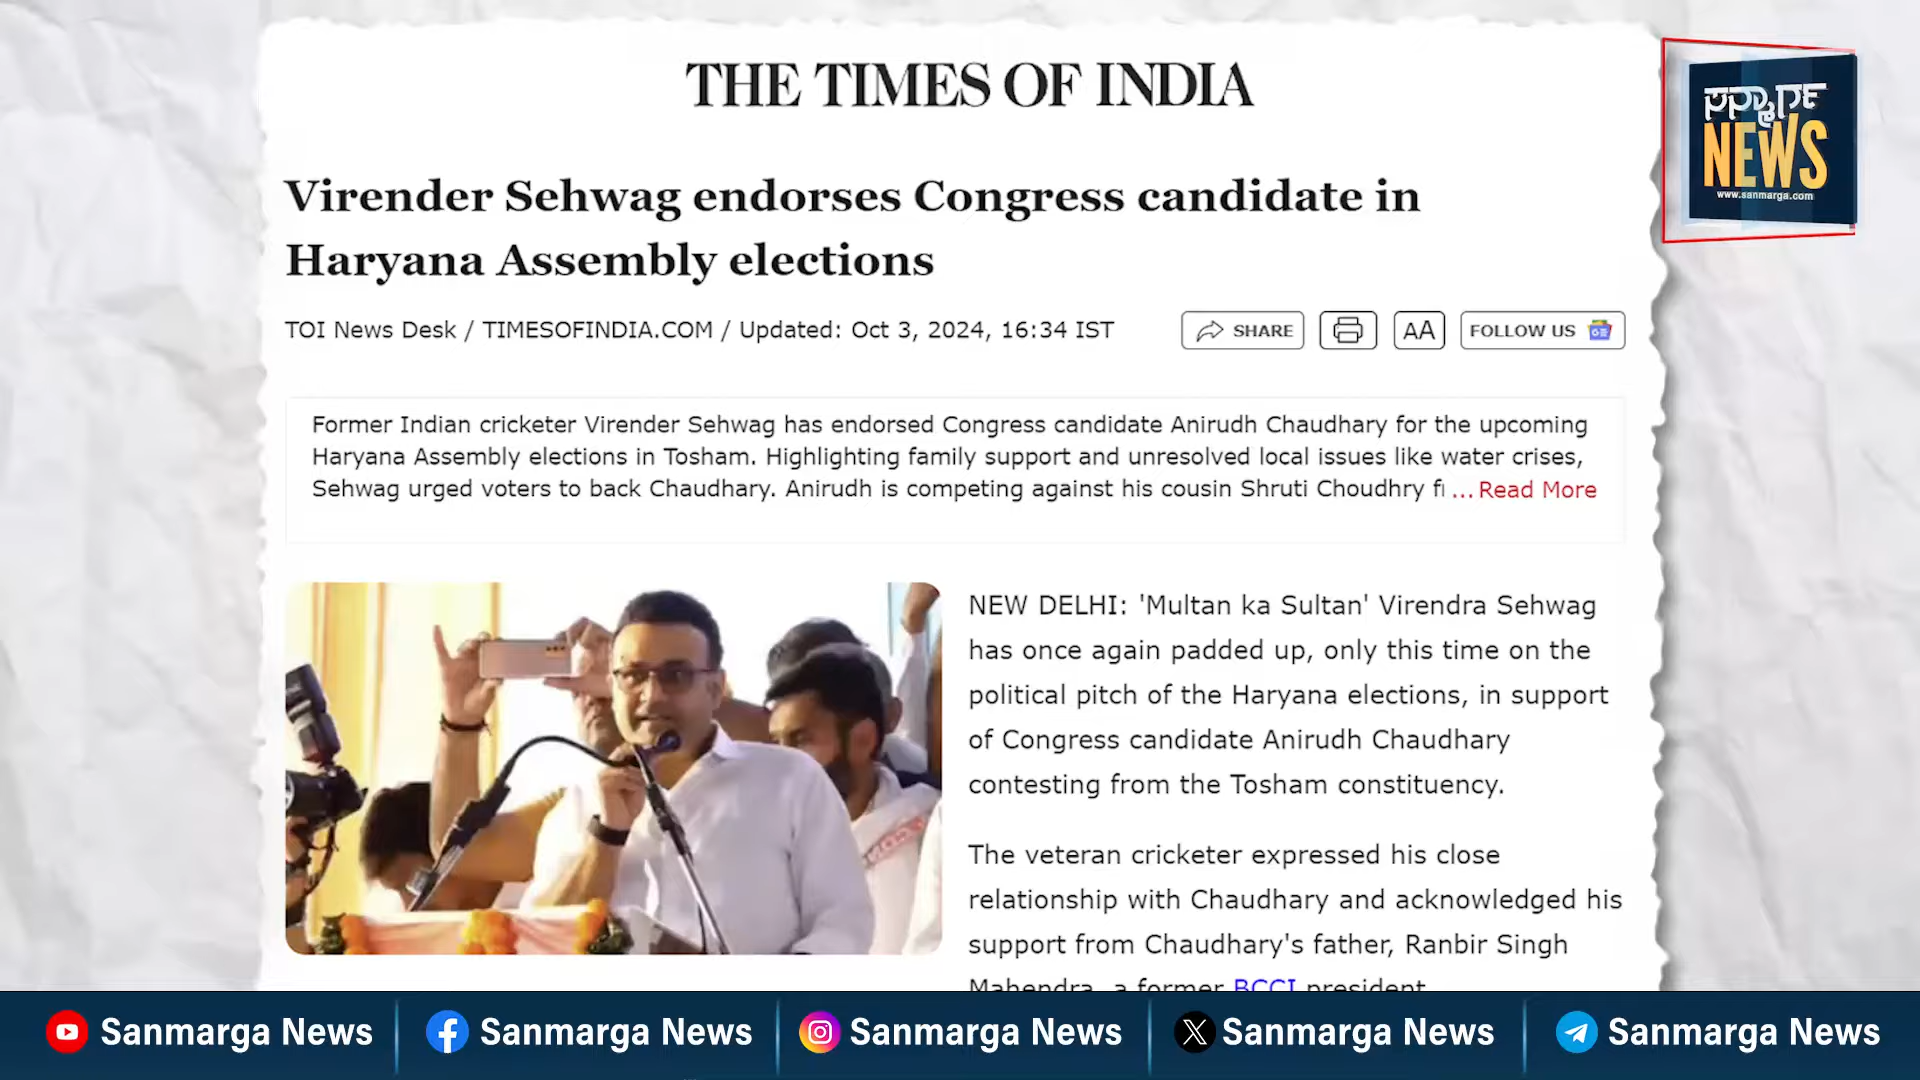 THE TIMES OF INDIA
ಸನ್ಮಾರ್ಗ
NEWS
www.sanmarga.com
Virender Sehwag endorses Congress candidate in
Haryana Assembly elections
TOI News Desk / TIMESOFINDIA.COM / Updated: Oct 3, 2024, 16:34 IST
SHARE
AA
FOLLOW US
Former Indian cricketer Virender Sehwag has endorsed Congress candidate Anirudh Chaudhary for the upcoming
Haryana Assembly elections in Tosham. Highlighting family support and unresolved local issues like water crises,
Sehwag urged voters to back Chaudhary. Anirudh is competing against his cousin Shruti Choudhry ... Read More
NEW DELHI: 'Multan ka Sultan' Virendra Sehwag
has once again padded up, only this time on the
political pitch of the Haryana elections, in support
of Congress candidate Anirudh Chaudhary
contesting from the Tosham constituency.
The veteran cricketer expressed his close
relationship with Chaudhary and acknowledged his
support from Chaudhary's father, Ranbir Singh
Mahendra, a former BCCI president
Sanmarga News
Sanmarga News
Sanmarga News
Sanmarga News
Sanmarga News